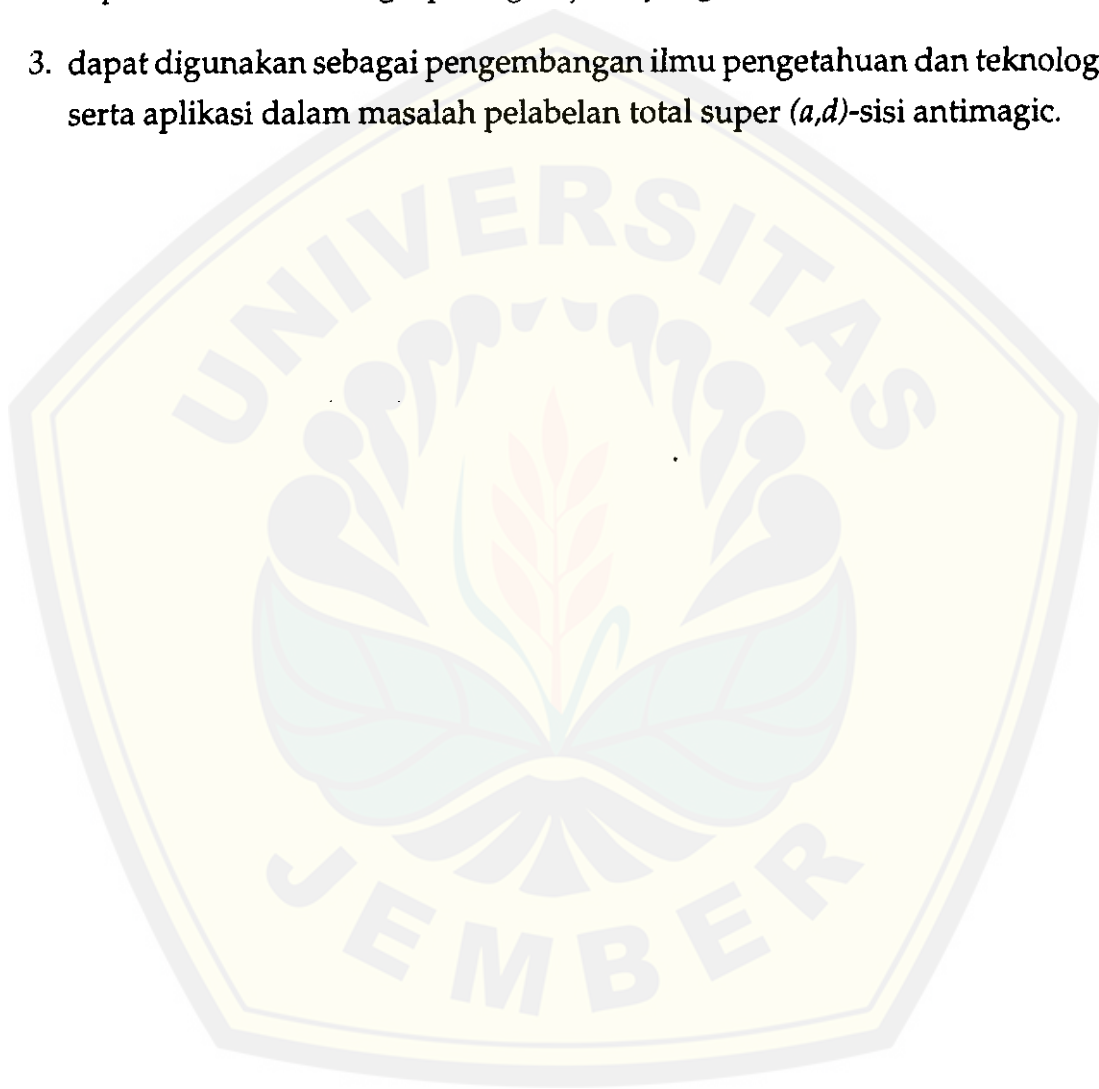 3. dapat digunakan sebagai pengembangan ilmu pengetahuan dan teknolog
serta aplikasi dalam masalah pelabelan total super (a,d)-sisi antimagic.
UNIVERSITAS
JEMBER